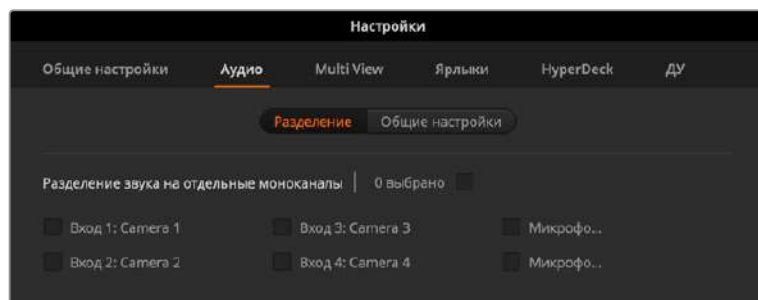 Настройки
Общие настройки Аудио Multi View Ярлыки HyperDeck ДУ
Разделение Общие настройки
Разделение звука на отдельные моноканалы | 0 выбрано
Вход 1: Camera 1 Вход 3: Camera 3 Микрофо...
Вход 2: Camera 2 Вход 4: Camera 4 Микрофо...